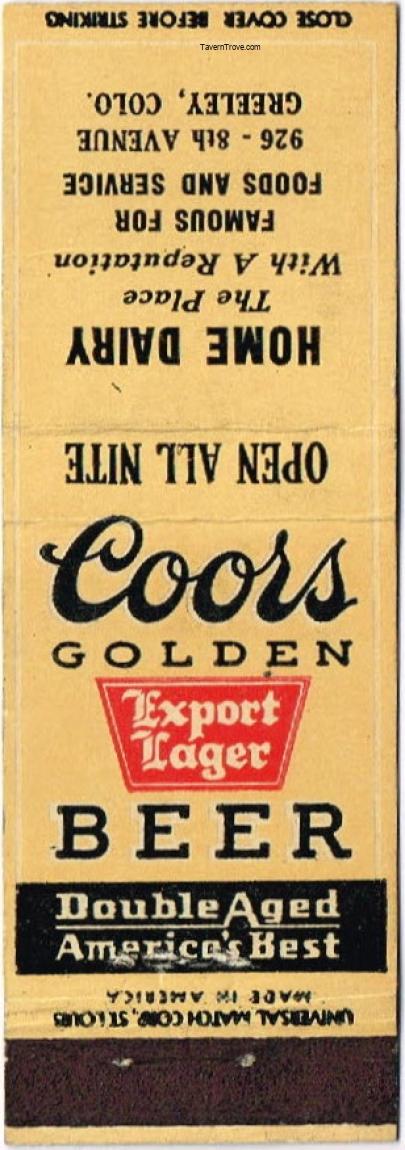 CLOSE COVER BEFORE STRIKING
TavernTrove.com
HOME DAIRY
The Place
With A Reputation
FAMOUS FOR
FOODS AND SERVICE
926 - 8th AVENUE
GREELEY, COLO.
OPEN ALL NITE
Coors
GOLDEN
Export
Lager
BEER
Double Aged
America's Best
UNIVERSAL MATCH CORP., ST. LOUIS
MADE IN AMERICA